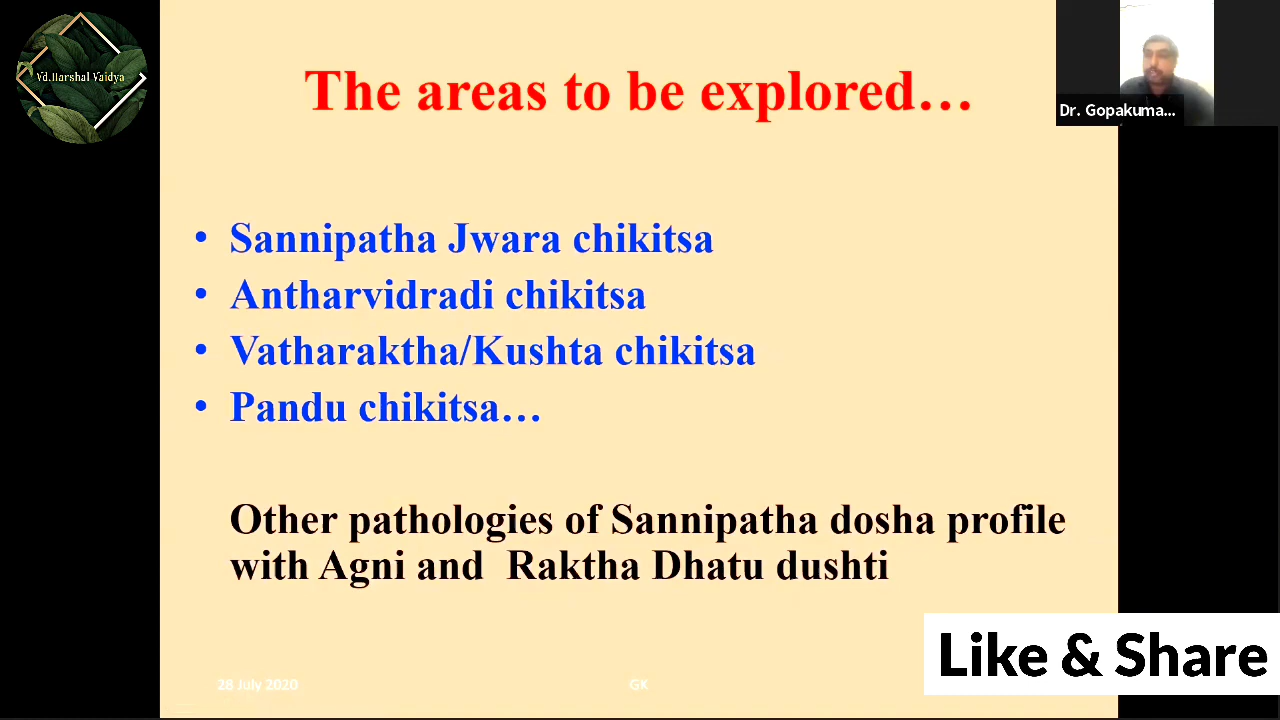 Vd.Harshal Vaidya
The areas to be explored…
Dr. Gopakuma...
• Sannipatha Jwara chikitsa
• Antharvidradi chikitsa
• Vatharaktha/Kushta chikitsa
• Pandu chikitsa…
Other pathologies of Sannipatha dosha profile
with Agni and Raktha Dhatu dushti
Like & Share
28 July 2020
GK